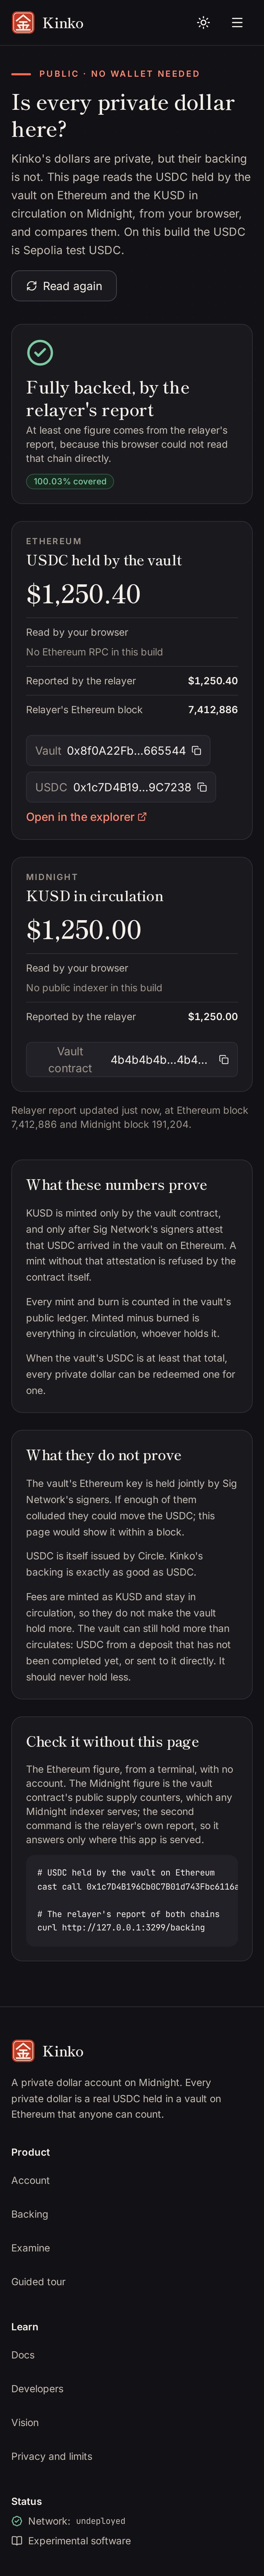 金 Kinko
PUBLIC · NO WALLET NEEDED
Is every private dollar
here?
Kinko's dollars are private, but their backing
is not. This page reads the USDC held by the
vault on Ethereum and the KUSD in
circulation on Midnight, from your browser,
and compares them. On this build the USDC
is Sepolia test USDC.
Read again
Fully backed, by the
relayer's report
At least one figure comes from the relayer's
report, because this browser could not read
that chain directly.
100.03% covered
ETHEREUM
USDC held by the vault
$1,250.40
Read by your browser
No Ethereum RPC in this build
Reported by the relayer $1,250.40
Relayer's Ethereum block 7,412,886
Vault 0x8f0A22Fb...665544
USDC 0x1c7D4B19...9C7238
Open in the explorer
MIDNIGHT
KUSD in circulation
$1,250.00
Read by your browser
No public indexer in this build
Reported by the relayer $1,250.00
Vault
contract 4b4b4b4b...4b4...
Relayer report updated just now, at Ethereum block
7,412,886 and Midnight block 191,204.
What these numbers prove
KUSD is minted only by the vault contract,
and only after Sig Network's signers attest
that USDC arrived in the vault on Ethereum. A
mint without that attestation is refused by the
contract itself.
Every mint and burn is counted in the vault's
public ledger. Minted minus burned is
everything in circulation, whoever holds it.
When the vault's USDC is at least that total,
every private dollar can be redeemed one for
one.
What they do not prove
The vault's Ethereum key is held jointly by Sig
Network's signers. If enough of them
colluded they could move the USDC; this
page would show it within a block.
USDC is itself issued by Circle. Kinko's
backing is exactly as good as USDC.
Fees are minted as KUSD and stay in
circulation, so they do not make the vault
hold more. The vault can still hold more than
circulates: USDC from a deposit that has not
been completed yet, or sent to it directly. It
should never hold less.
Check it without this page
The Ethereum figure, from a terminal, with no
account. The Midnight figure is the vault
contract's public supply counters, which any
Midnight indexer serves; the second
command is the relayer's own report, so it
answers only where this app is served.
# USDC held by the vault on Ethereum
cast call 0x1c7D4B196Cb0C7B01d743Fbc6116a
# The relayer's report of both chains
curl http://127.0.0.1:3299/backing
金 Kinko
A private dollar account on Midnight. Every
private dollar is a real USDC held in a vault on
Ethereum that anyone can count.
Product
Account
Backing
Examine
Guided tour
Learn
Docs
Developers
Vision
Privacy and limits
Status
Network: undeployed
Experimental software